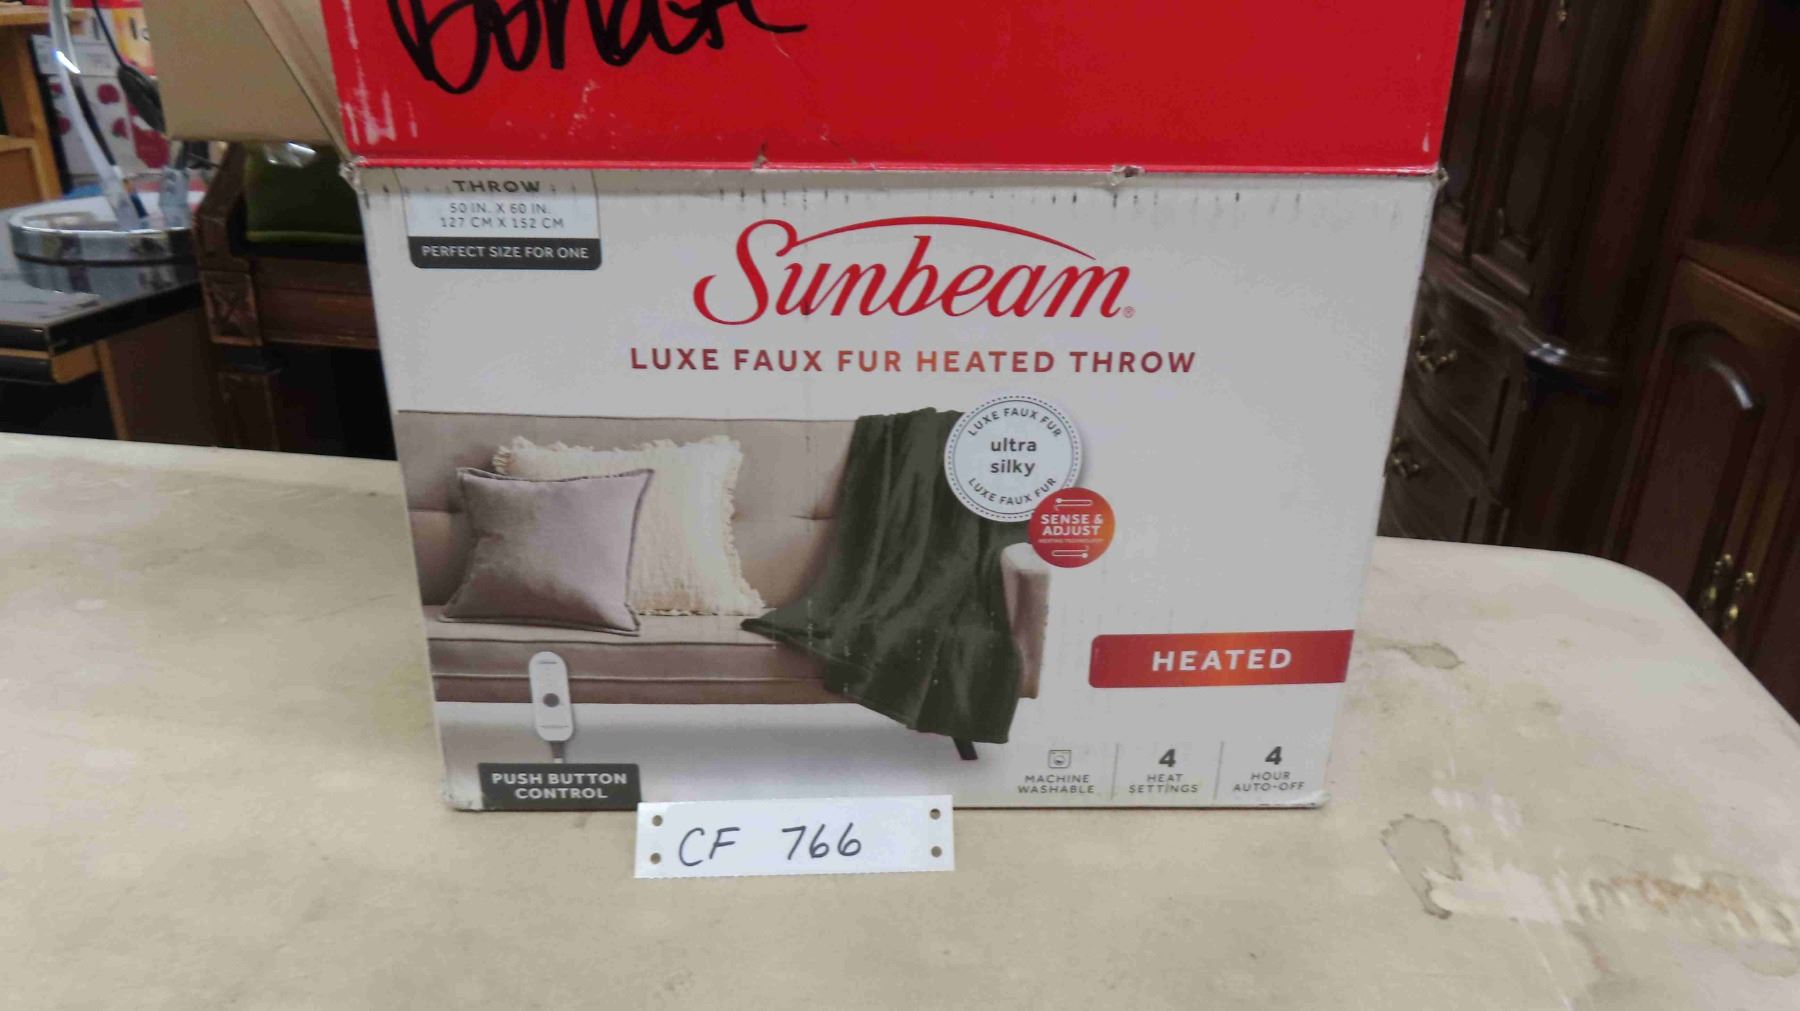 THROW
50 IN. X 60 IN.
127 CM X 152 CM
PERFECT SIZE FOR ONE
Sunbeam®
LUXE FAUX FUR HEATED THROW
LUXE FAUX FUR
ultra
silky
LUXE FAUX FUR
SENSE &
ADJUST
HEATING TECHNOLOGY
HEATED
PUSH BUTTON
CONTROL
MACHINE
WASHABLE
4
HEAT
SETTINGS
4
HOUR
AUTO-OFF
CF 766